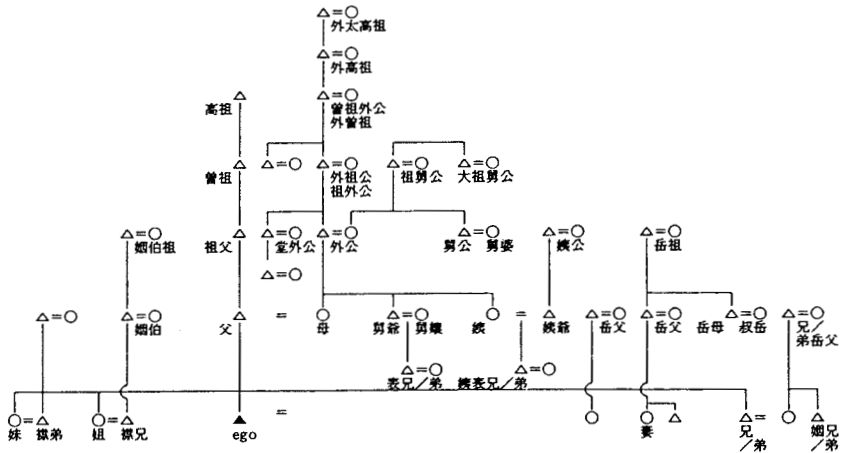 外太高祖
外高祖
高祖
曾祖外公
外曾祖
曾祖
外祖公
祖外公
祖舅公
大祖舅公
姻伯祖
祖父
堂外公
外公
舅公
舅婆
姨公
岳祖
姻伯
父
母
舅爺
舅孃
姨
姨爺
岳父
岳父
岳母
叔岳
兄／
弟岳父
表兄／弟
姨表兄／弟
妹
襟弟
姐
襟兄
ego
妻
兄
／弟
姻兄
／弟